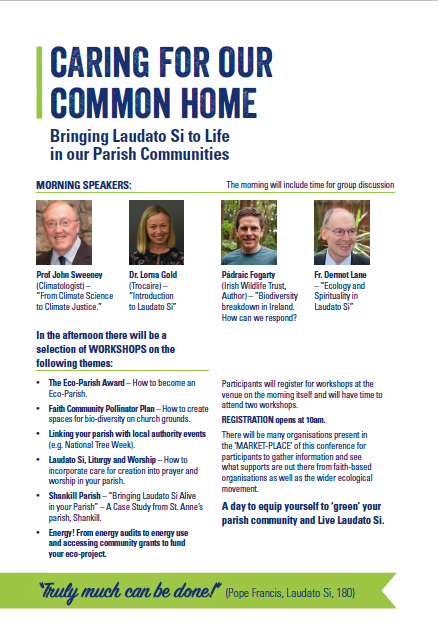 CARING FOR OUR
COMMON HOME
Bringing Laudato Si to Life
in our Parish Communities
MORNING SPEAKERS:
The morning will include time for group discussion
Prof John Sweeney
(Climatologist) –
“From Climate Science
to Climate Justice.”
Dr. Lorna Gold
(Trocaire) –
“Introduction
to Laudato Si”
Pádraic Fogarty
(Irish Wildlife Trust,
Author) – “Biodiversity
breakdown in Ireland.
How can we respond?
Fr. Dermot Lane
– “Ecology and
Spirituality in
Laudato Si”
In the afternoon there will be a
selection of WORKSHOPS on the
following themes:
• The Eco-Parish Award – How to become an
Eco-Parish.
• Faith Community Pollinator Plan – How to create
spaces for bio-diversity on church grounds.
• Linking your parish with local authority events
(e.g. National Tree Week).
• Laudato Si, Liturgy and Worship – How to
incorporate care for creation into prayer and
worship in your parish.
• Shankill Parish – “Bringing Laudato Si Alive
in your Parish” – A Case Study from St. Anne’s
parish, Shankill.
• Energy! From energy audits to energy use
and accessing community grants to fund
your eco-project.
Participants will register for workshops at the
venue on the morning itself and will have time to
attend two workshops.
REGISTRATION opens at 10am.
There will be many organisations present in
the ‘MARKET-PLACE’ of this conference for
participants to gather information and see
what supports are out there from faith-based
organisations as well as the wider ecological
movement.
A day to equip yourself to ‘green’ your
parish community and Live Laudato Si.
“Truly much can be done!” (Pope Francis, Laudato Si, 180)